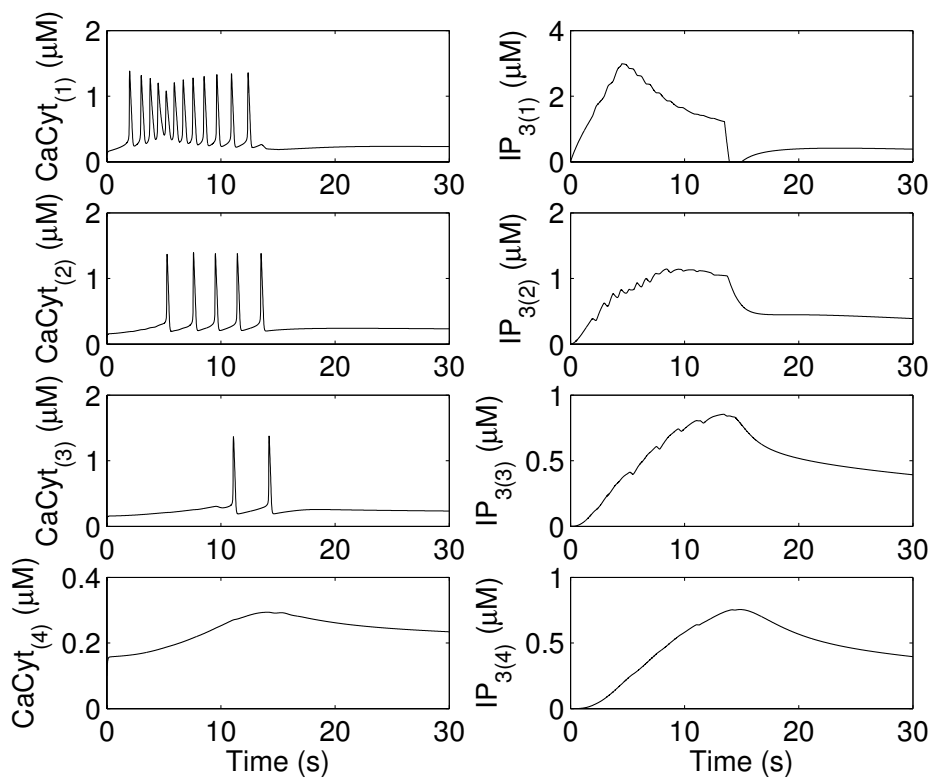 CaCyt(1) (μM)
2
1
0
0 10 20 30
IP3(1) (μM)
4
2
0
0 10 20 30
CaCyt(2) (μM)
2
1
0
0 10 20 30
IP3(2) (μM)
2
1
0
0 10 20 30
CaCyt(3) (μM)
2
1
0
0 10 20 30
IP3(3) (μM)
1
0.5
0
0 10 20 30
CaCyt(4) (μM)
0.4
0.2
0
0 10 20 30
Time (s)
IP3(4) (μM)
1
0.5
0
0 10 20 30
Time (s)